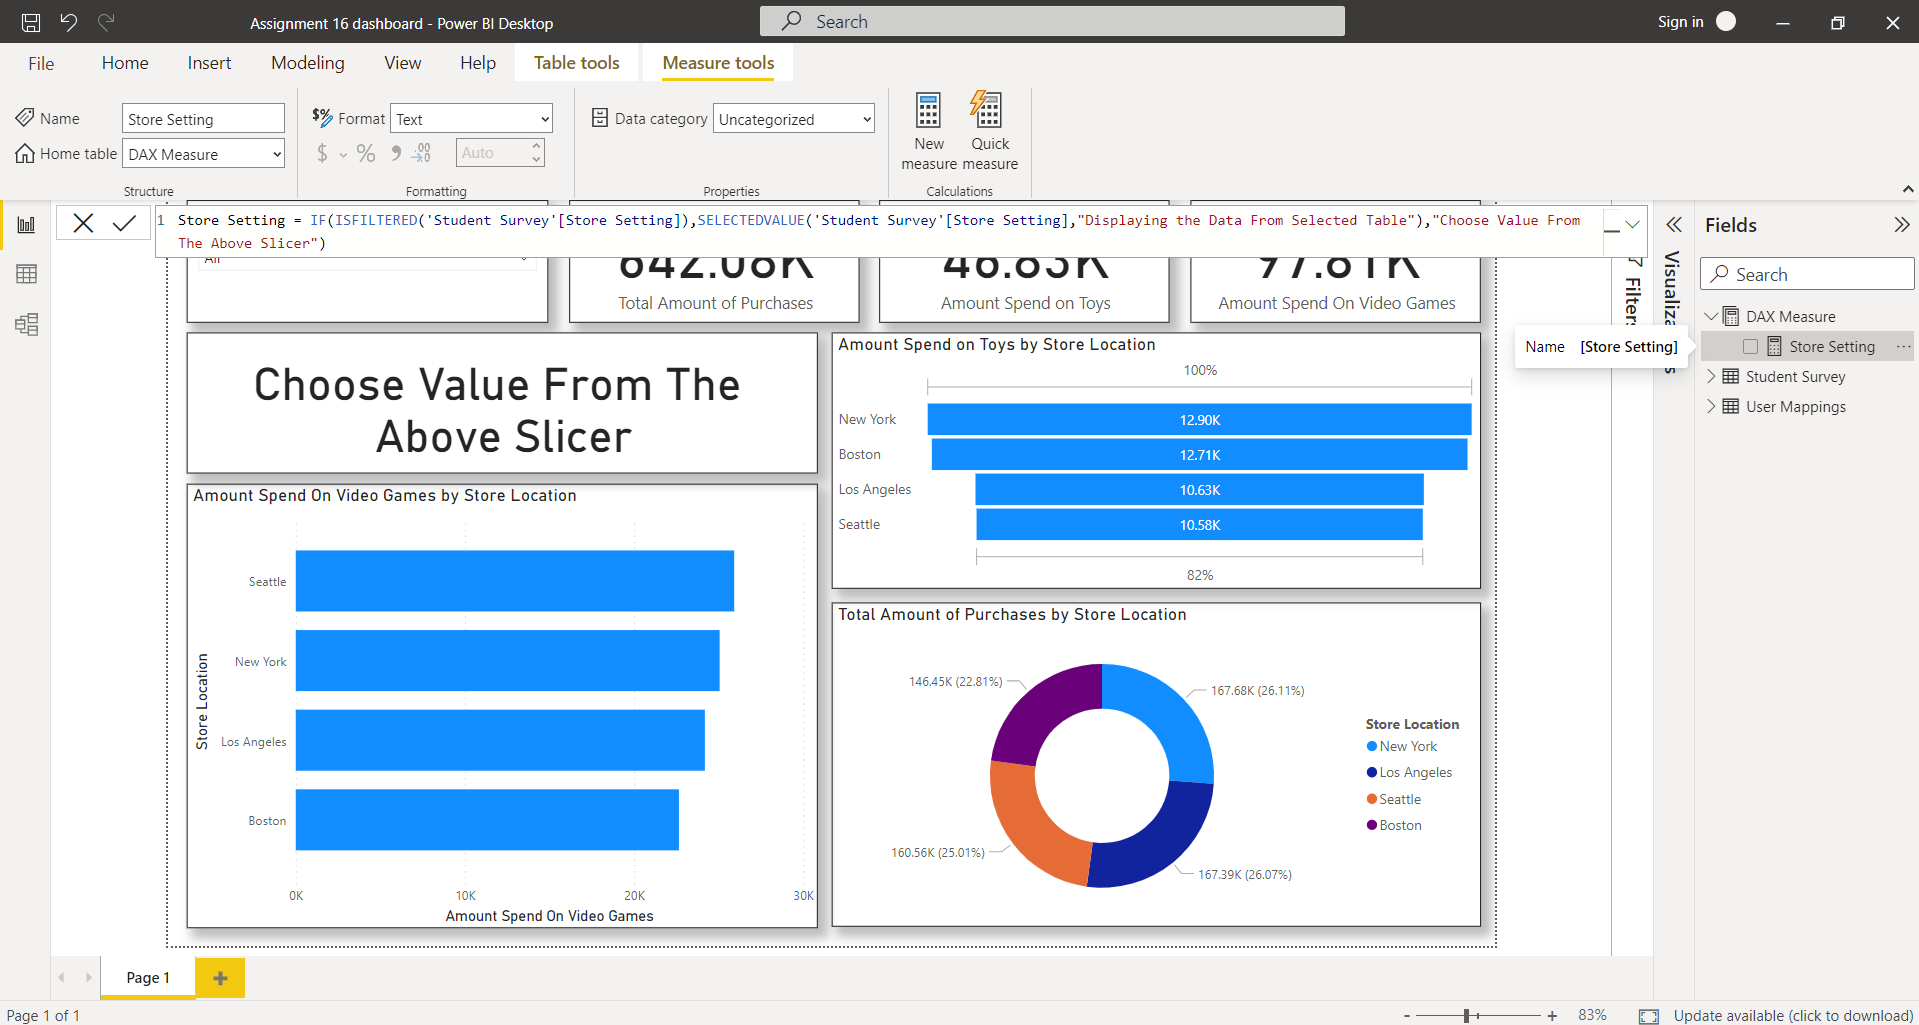 Assignment 16 dashboard - Power BI Desktop
Search
Sign in
File
Home
Insert
Modeling
View
Help
Table tools
Measure tools
Name
Store Setting
Home table
DAX Measure
Structure
$%
Format
Text
$
%
Auto
Formatting
Data category
Uncategorized
Properties
New measure
Quick measure
Calculations
1 Store Setting = IF(ISFILTERED('Student Survey'[Store Setting]),SELECTEDVALUE('Student Survey'[Store Setting],"Displaying the Data From Selected Table"),"Choose Value From
The Above Slicer")
All
642.08K
Total Amount of Purchases
46.83K
Amount Spend on Toys
97.81K
Amount Spend On Video Games
Choose Value From The
Above Slicer
Amount Spend on Toys by Store Location
100%
New York
12.90K
Boston
12.71K
Los Angeles
10.63K
Seattle
10.58K
82%
Amount Spend On Video Games by Store Location
Store Location
Seattle
New York
Los Angeles
Boston
0K
10K
20K
30K
Amount Spend On Video Games
Total Amount of Purchases by Store Location
146.45K (22.81%)
167.68K (26.11%)
160.56K (25.01%)
167.39K (26.07%)
Store Location
New York
Los Angeles
Seattle
Boston
Filters
Name [Store Setting]
Fields
Search
DAX Measure
Store Setting
Student Survey
User Mappings
Page 1
Page 1 of 1
- +
83%
Update available (click to download)